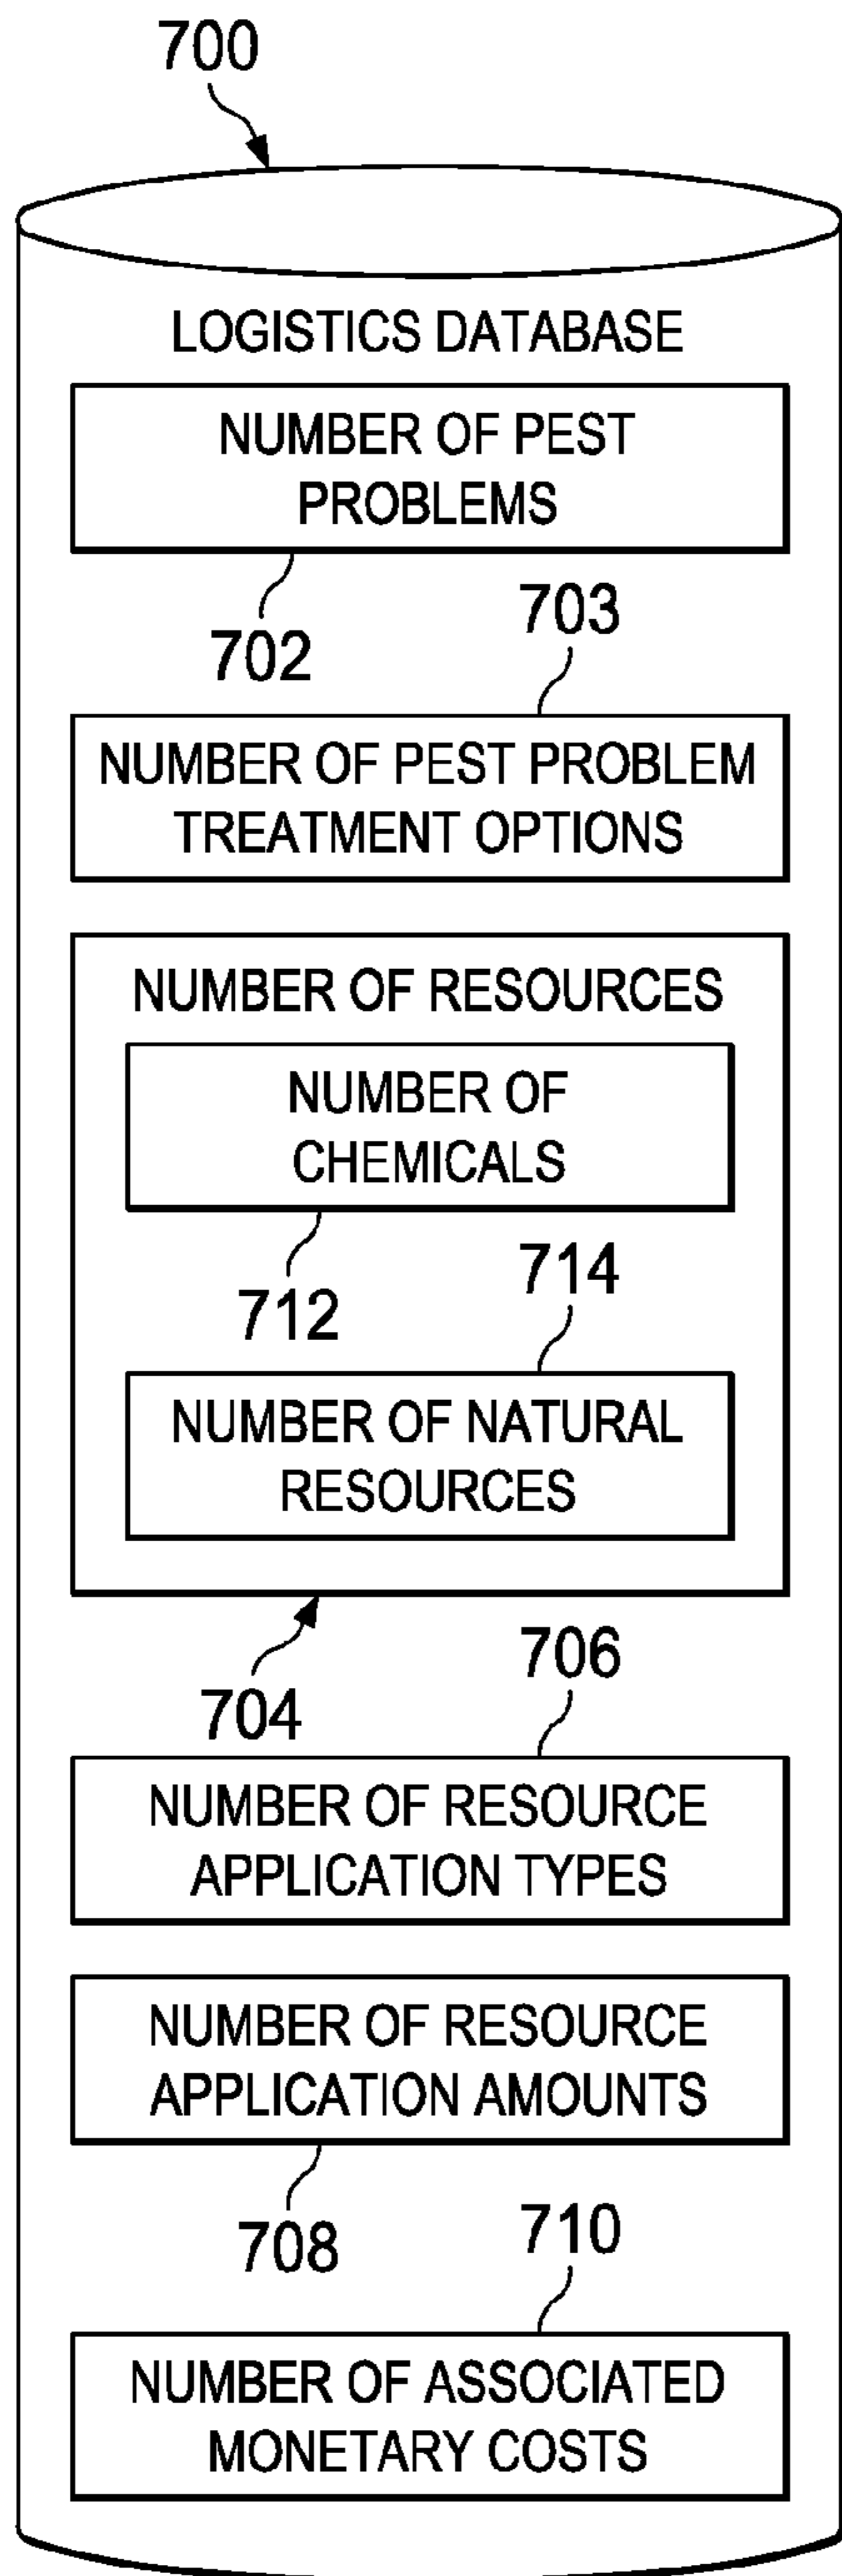 700
LOGISTICS DATABASE
NUMBER OF PEST
PROBLEMS
702
703
NUMBER OF PEST PROBLEM
TREATMENT OPTIONS
NUMBER OF RESOURCES
NUMBER OF
CHEMICALS
712
714
NUMBER OF NATURAL
RESOURCES
704
706
NUMBER OF RESOURCE
APPLICATION TYPES
NUMBER OF RESOURCE
APPLICATION AMOUNTS
708
710
NUMBER OF ASSOCIATED
MONETARY COSTS